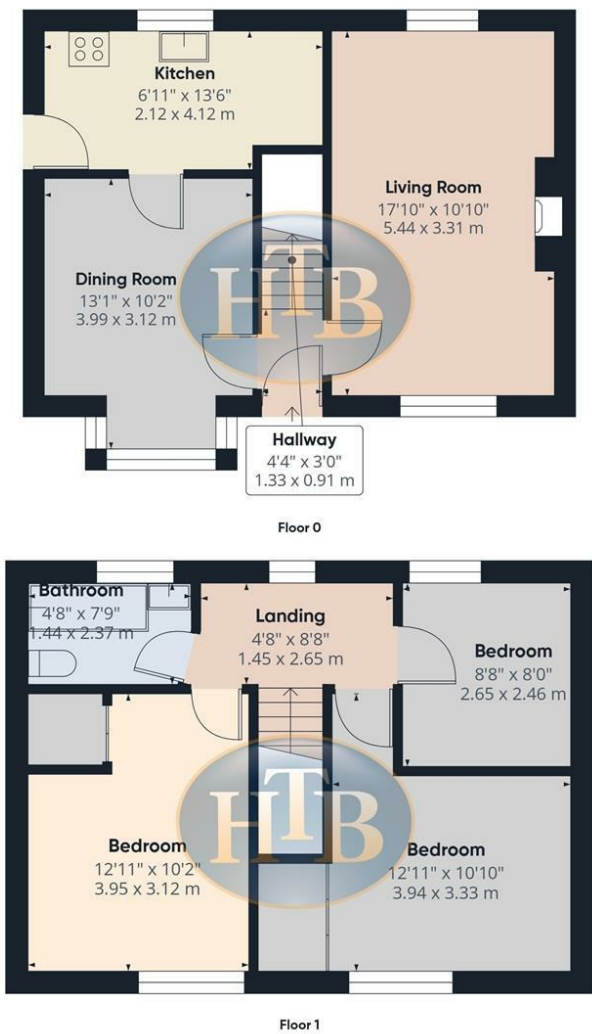 Kitchen
6'11" x 13'6"
2.12 x 4.12 m
Living Room
17'10" x 10'10"
5.44 x 3.31 m
Dining Room
13'1" x 10'2"
3.99 x 3.12 m
HTB
Hallway
4'4" x 3'0"
1.33 x 0.91 m
Floor 0
Bathroom
4'8" x 7'9"
1.44 x 2.37 m
Landing
4'8" x 8'8"
1.45 x 2.65 m
Bedroom
8'8" x 8'0"
2.65 x 2.46 m
HTB
Bedroom
12'11" x 10'2"
3.95 x 3.12 m
Bedroom
12'11" x 10'10"
3.94 x 3.33 m
Floor 1